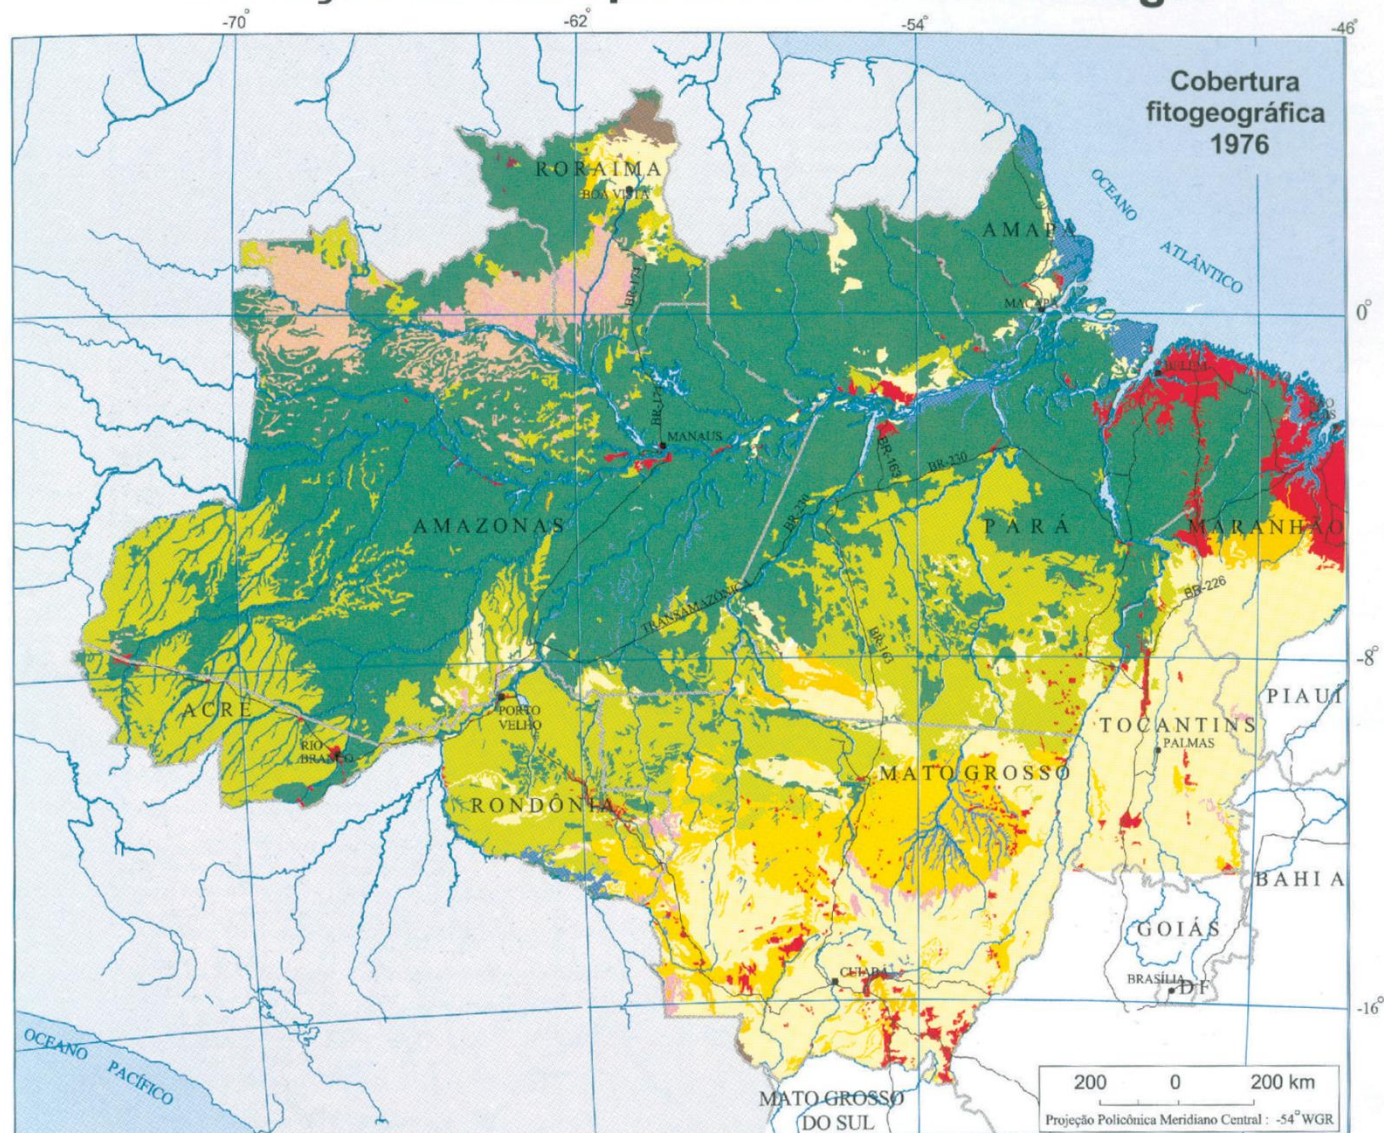 -70°
-62
-54°
-46°
Cobertura
fitogeográfica
1976
RORAIMA
BOA VISTA
OCEANO
ATLÂNTICO
AMAPÁ
BR-174
MACAPÁ
0°
BR-174
MANAUS
BR-163
BR-230
AMAZONAS
BR-230
PARÁ
MARANHÃO
TRANSAMAZÔNICA
BR-226
BR-163
-8°
ACRE
PORTO
VELHO
RIO
BRANCO
PIAUÍ
TOCANTINS
PALMAS
MATO GROSSO
RONDÔNIA
BAHIA
GOIÁS
CUIABÁ
BRASÍLIA
DF
-16°
OCEANO PACÍFICO
MATO GROSSO
DO SUL
200 0 200 km
Projeção Policônica Meridiano Central : -54° WGR